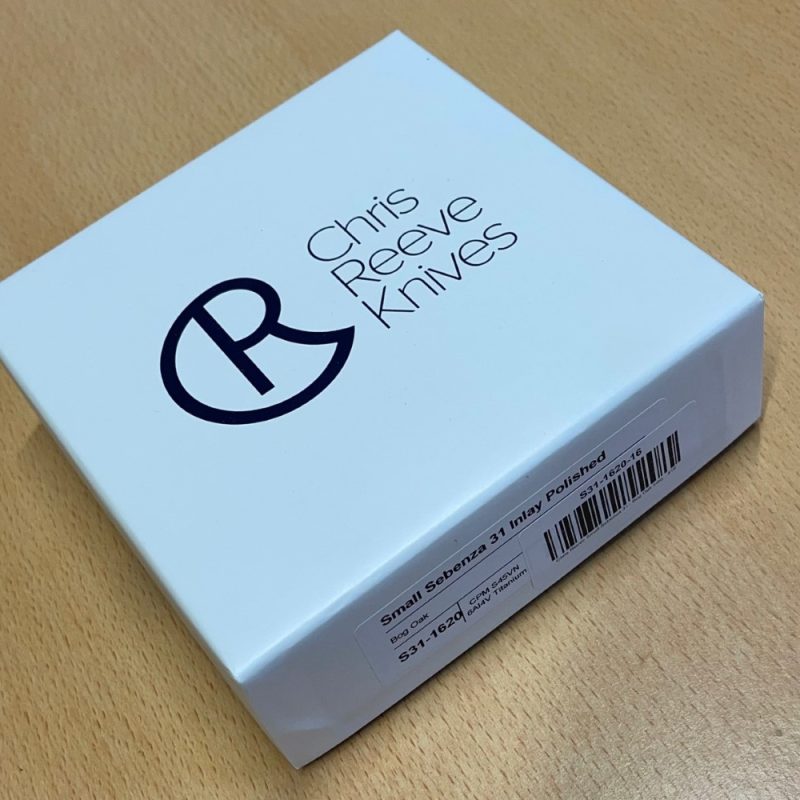 Chris
Reeve
Knives
Small Sebenza 31 Inlay Polished
Bog Oak
CPM S45VN
6Al4V Titanium
S31-1620
S31-1620-16